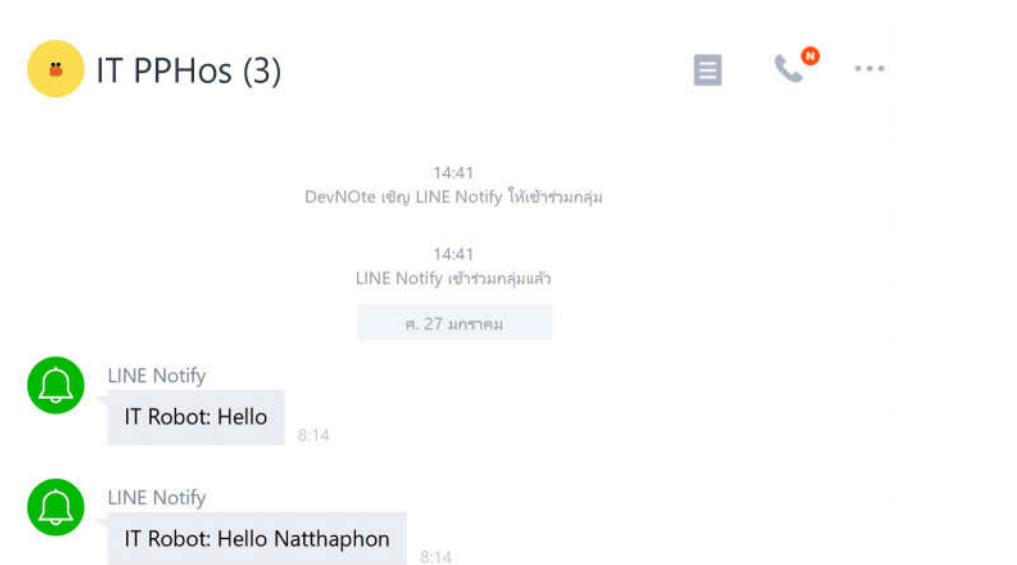 IT PPHos (3)
N
14:41
DevNOte เชิญ LINE Notify ให้เข้าร่วมกลุ่ม
14:41
LINE Notify เข้าร่วมกลุ่มแล้ว
ศ. 27 มกราคม
LINE Notify
IT Robot: Hello
8:14
LINE Notify
IT Robot: Hello Natthaphon
8:14